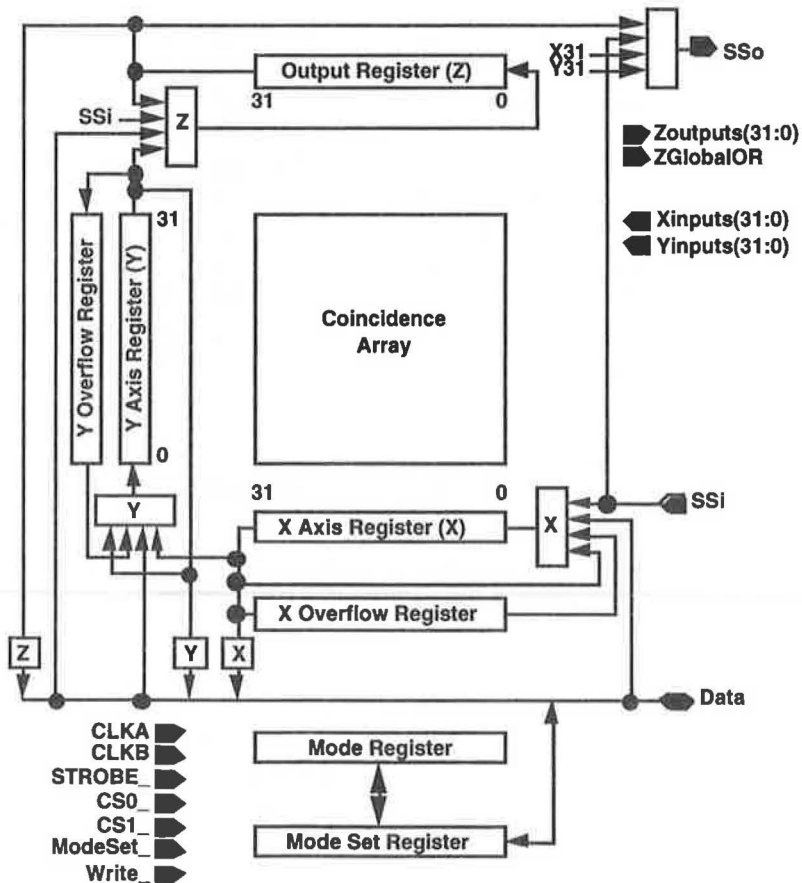 Output Register (Z)
31 0
X31
Y31
SSo
SSi
Z
Zoutputs(31:0)
ZGlobalOR
Xinputs(31:0)
Yinputs(31:0)
Y Overflow Register
Y Axis Register (Y)
31
0
Coincidence
Array
31 0
Y
X Axis Register (X)
X
SSi
X Overflow Register
Z
Y
X
Data
CLKA
CLKB
STROBE_
CS0_
CS1_
ModeSet_
Write_
Mode Register
Mode Set Register